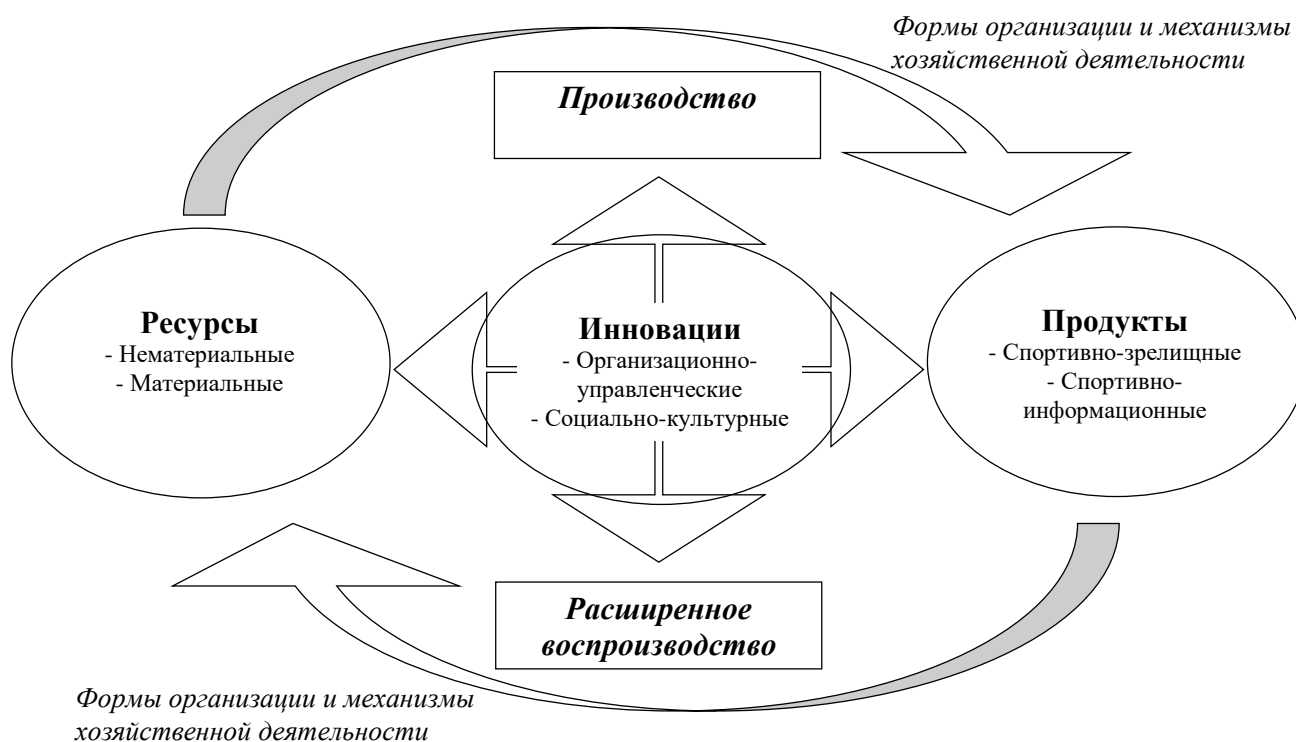 Формы организации и механизмы
хозяйственной деятельности
Производство
Ресурсы
- Нематериальные
- Материальные
Инновации
- Организационно-
управленческие
- Социально-культурные
Продукты
- Спортивно-зрелищные
- Спортивно-
информационные
Расширенное
воспроизводство
Формы организации и механизмы
хозяйственной деятельности